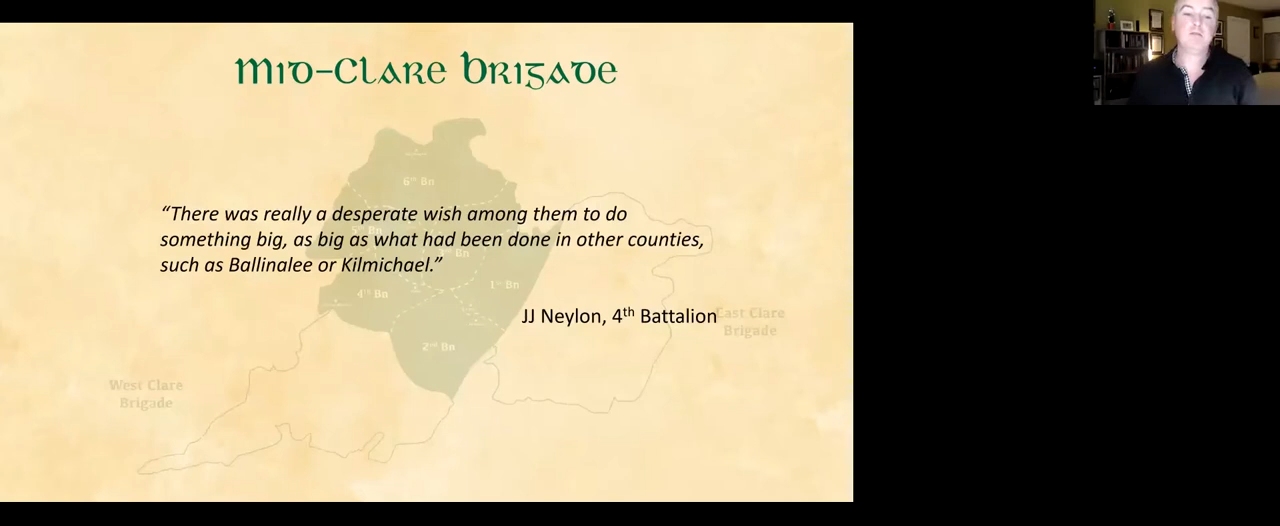 Mid-Clare Brigade
6th Bn
“There was really a desperate wish among them to do
something big, as big as what had been done in other counties,
such as Ballinalee or Kilmichael.”
4th Bn
1st Bn
JJ Neylon, 4th Battalion
East Clare
Brigade
2nd Bn
West Clare
Brigade